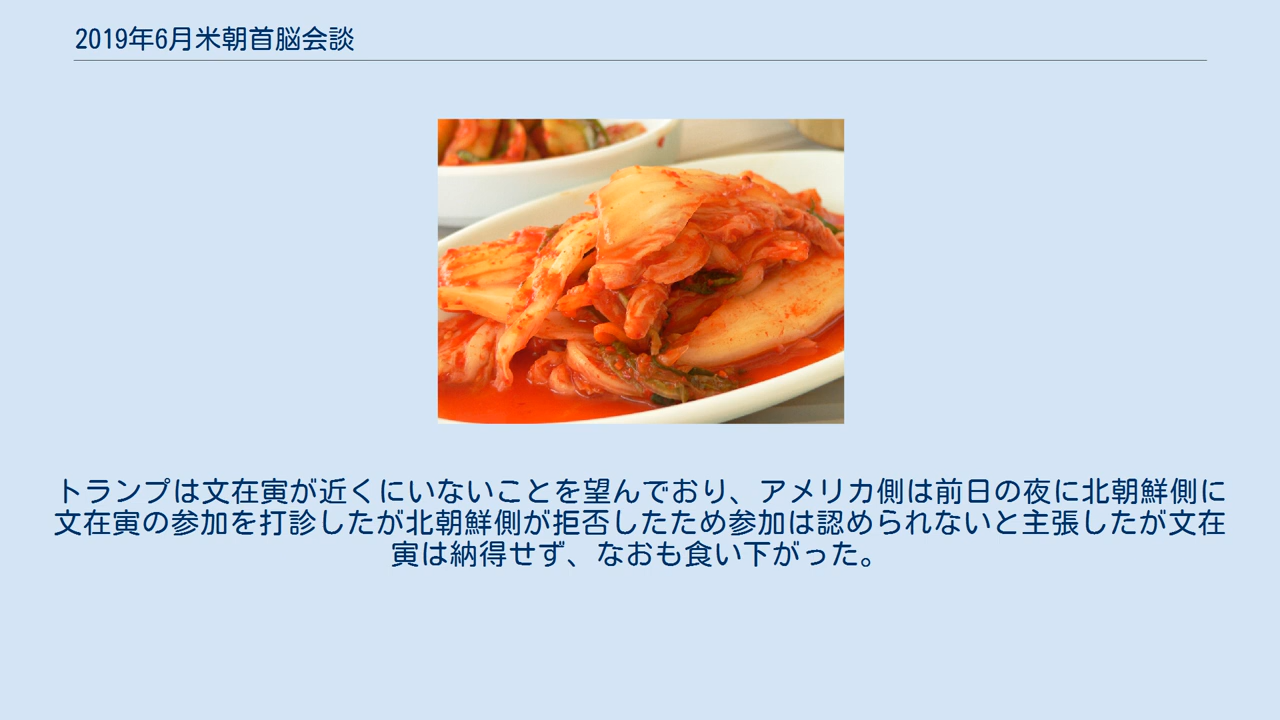 2019年6月米朝首脳会談
トランプは文在寅が近くにいないことを望んでおり、アメリカ側は前日の夜に北朝鮮側に
文在寅の参加を打診したが北朝鮮側が拒否したため参加は認められないと主張したが文在
寅は納得せず、なおも食い下がった。